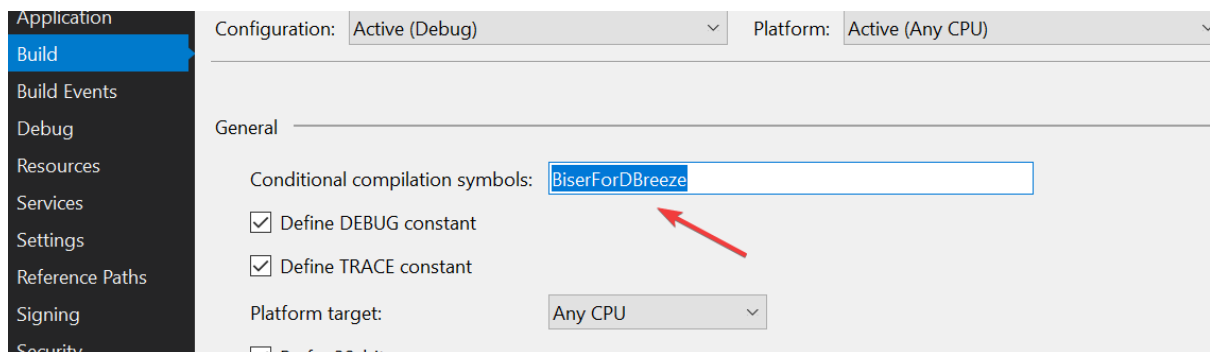 Application
Configuration: Active (Debug) Platform: Active (Any CPU)
Build
Build Events
Debug
General
Resources
Conditional compilation symbols: BiserForDBreeze
Services
Define DEBUG constant
Settings
Define TRACE constant
Reference Paths
Signing
Platform target: Any CPU
Security